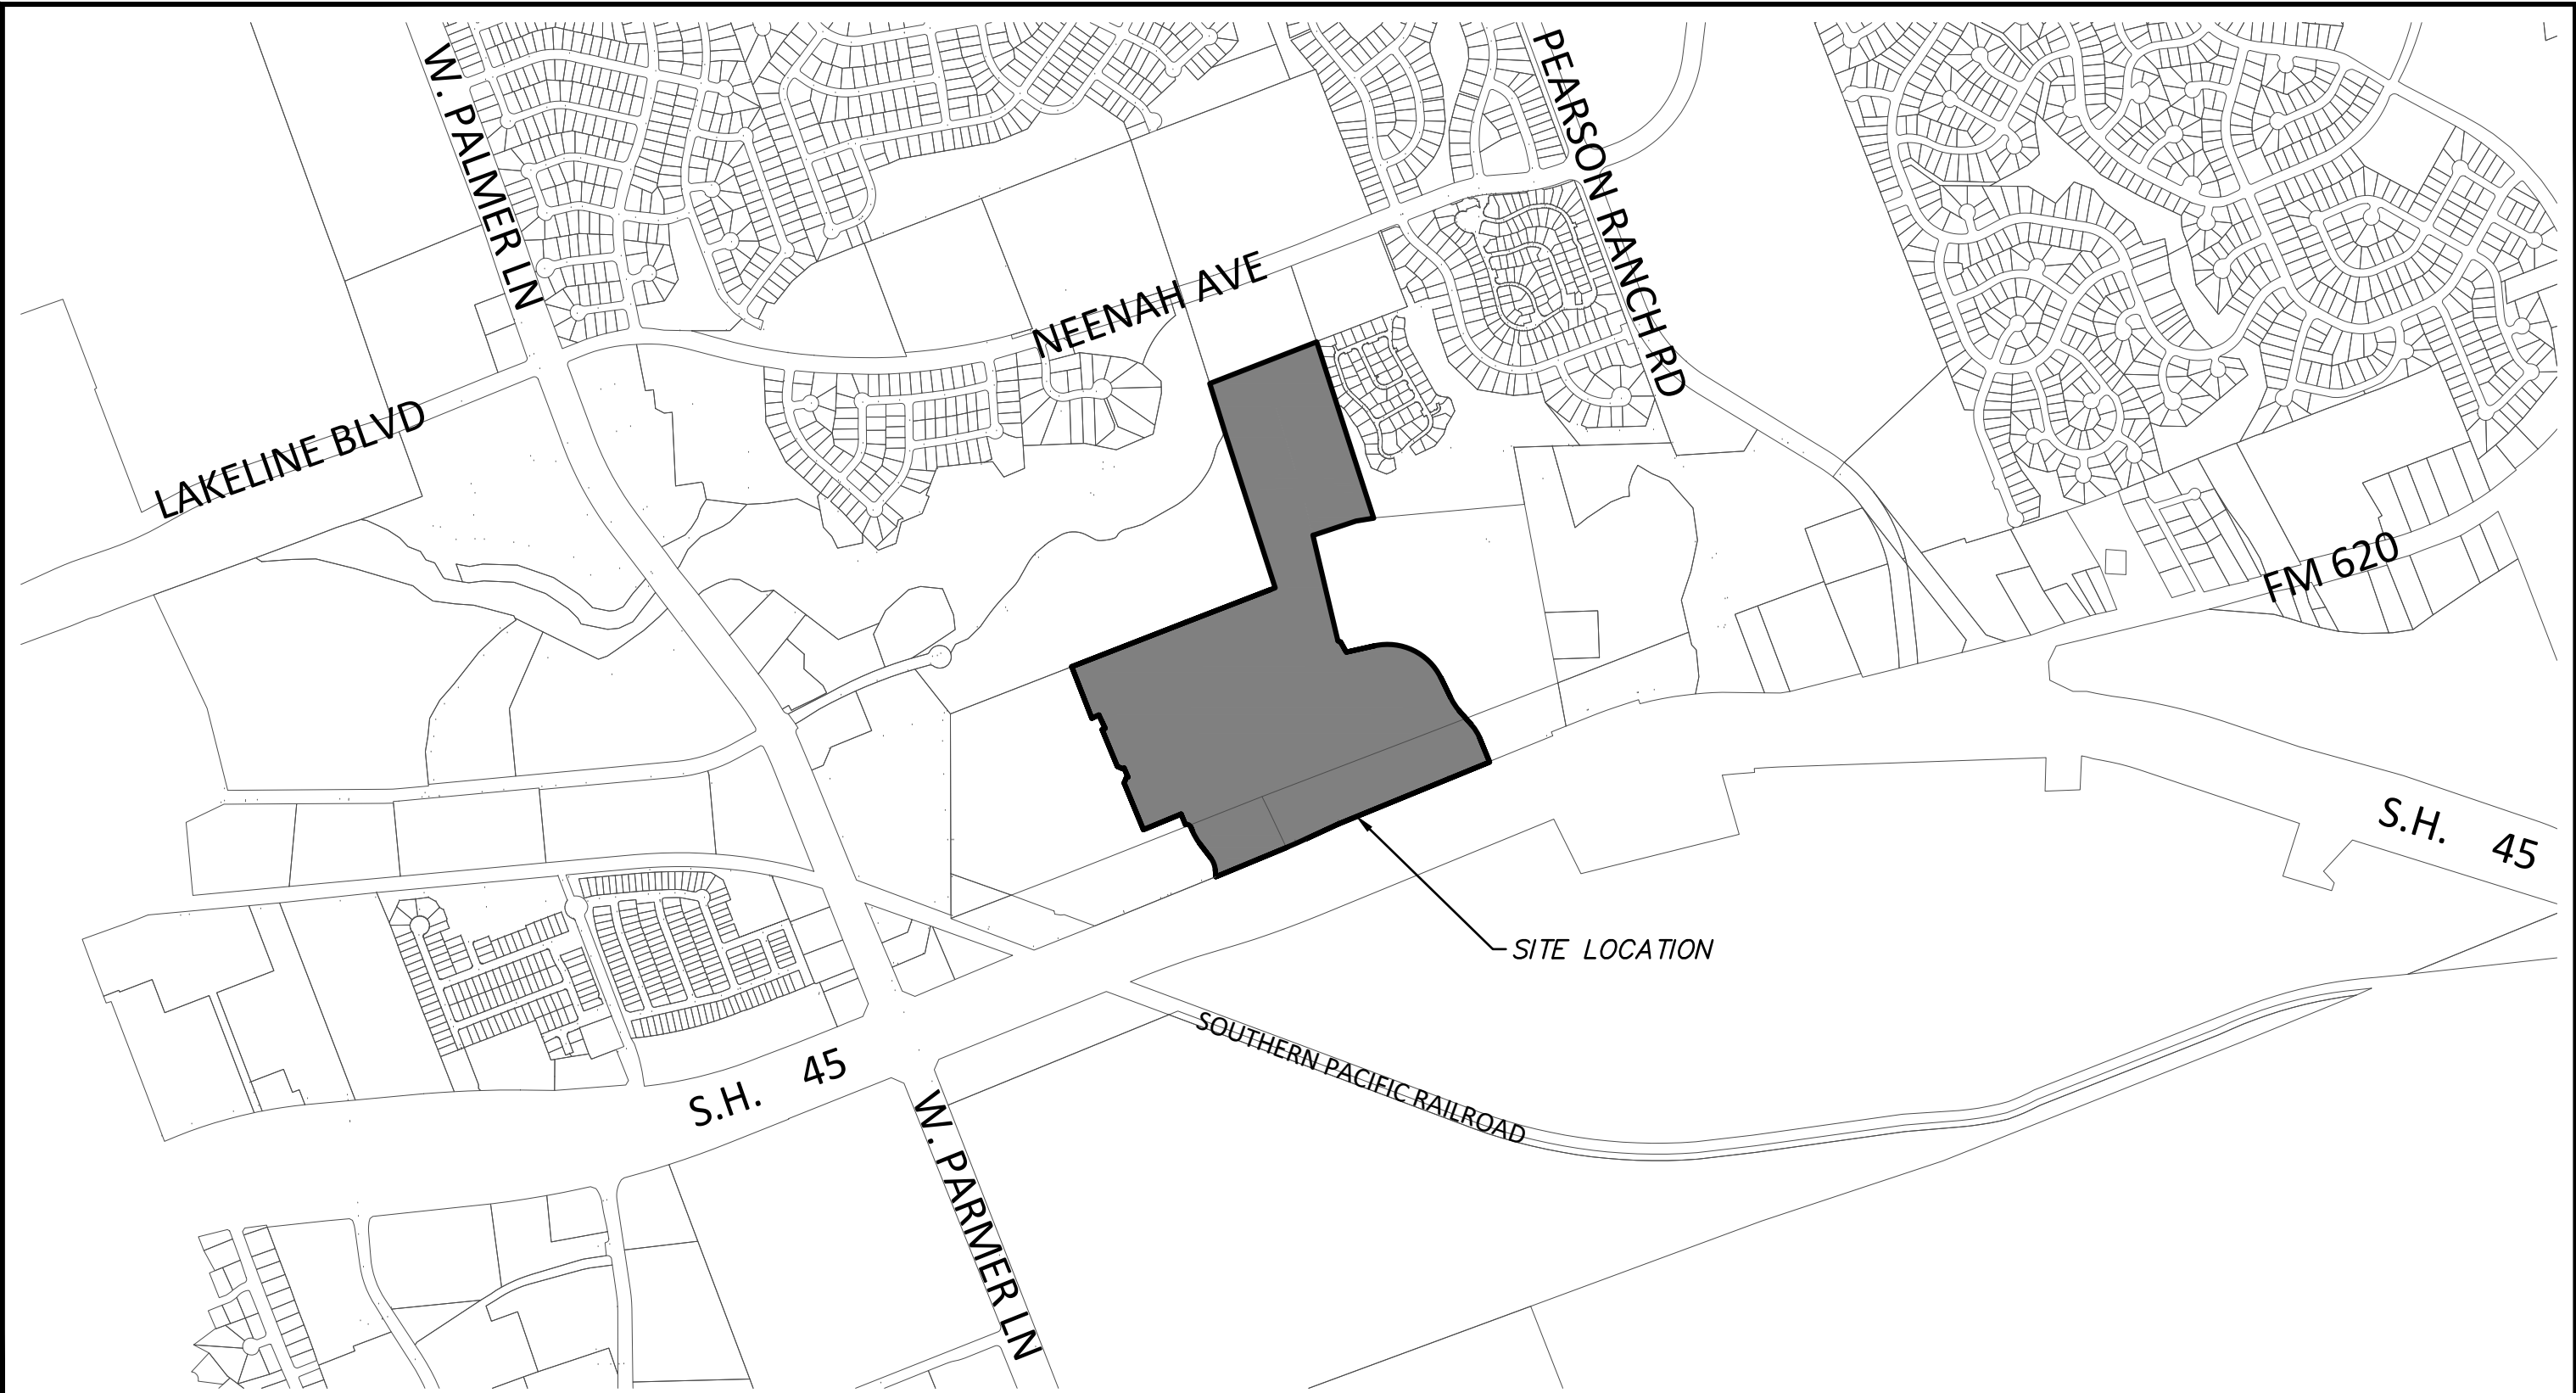 W. PALMER LN
PEARSON RANCH RD
NEENAH AVE
LAKELINE BLVD
FM 620
S.H. 45
SITE LOCATION
SOUTHERN PACIFIC RAILROAD
S.H. 45
W. PARMER LN